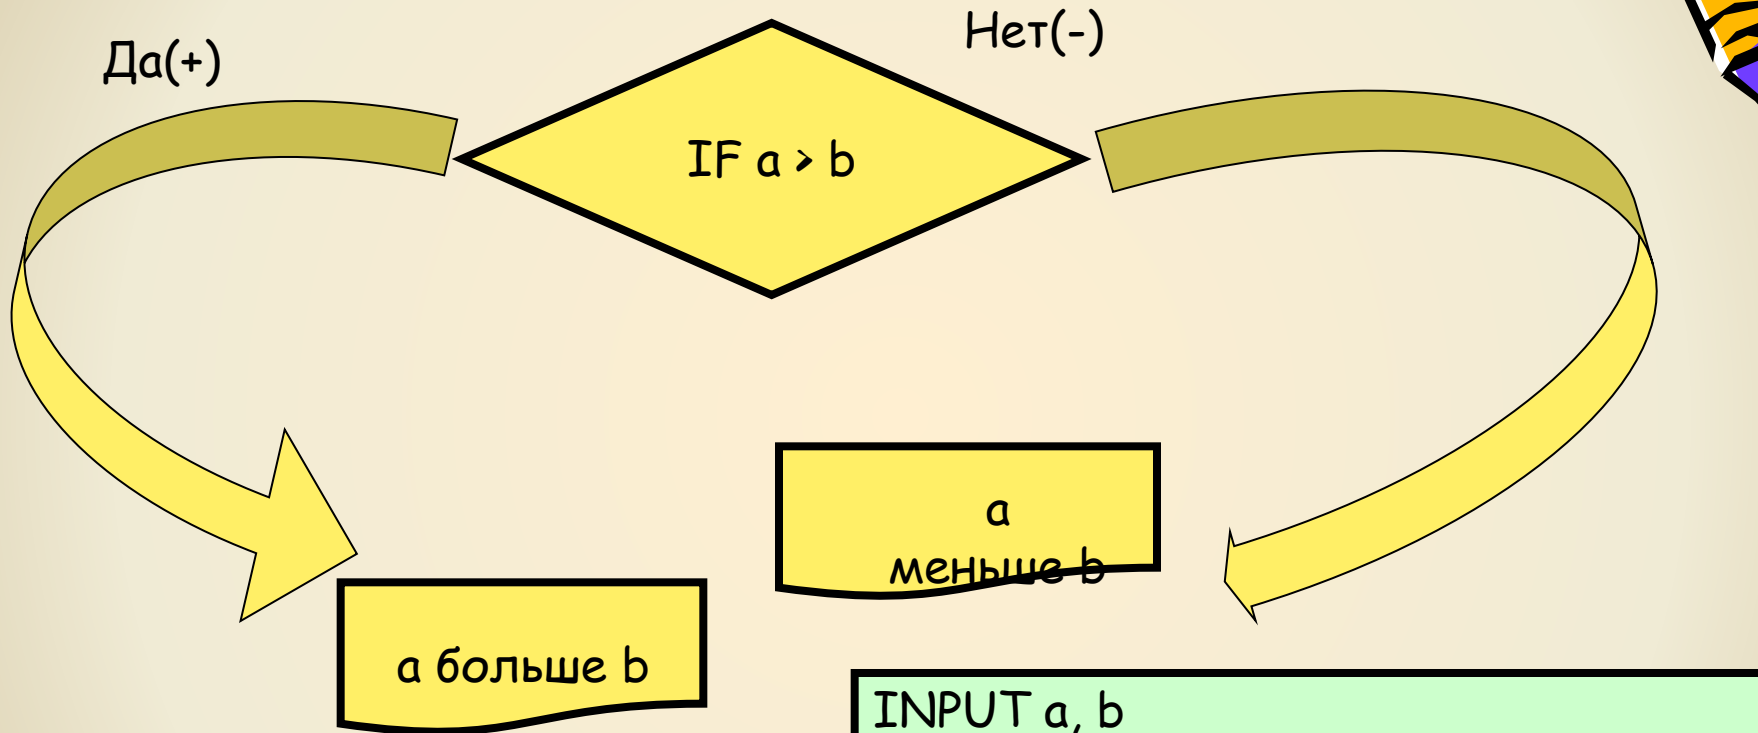 Да(+)
Нет(-)
IF a > b
a
меньше b
a больше b
INPUT a, b